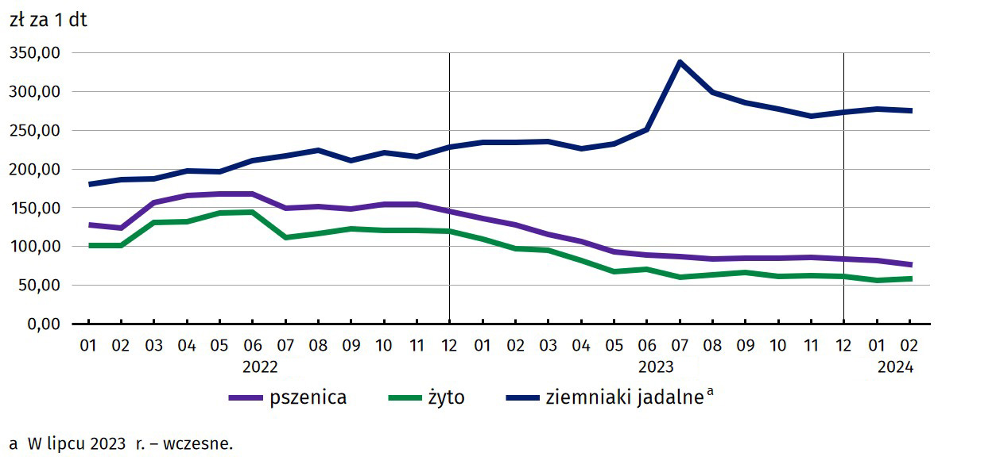 zł za 1 dt
350,00
300,00
250,00
200,00
150,00
100,00
50,00
0,00
01 02 03 04 05 06 07 08 09 10 11 12 01 02 03 04 05 06 07 08 09 10 11 12 01 02
2022 2023 2024
pszenica żyto ziemniaki jadalne a
a W lipcu 2023 r. – wczesne.